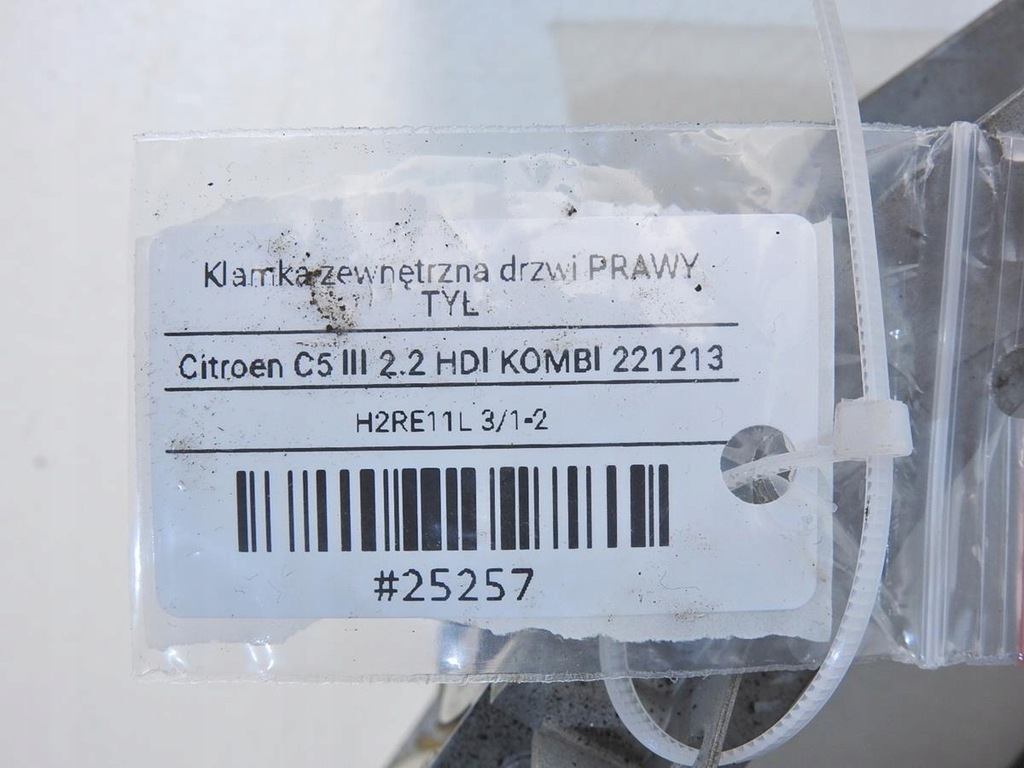 Klamka zewnętrzna drzwi PRAWY
TYŁ
Citroen C5 III 2.2 HDI KOMBI 221213
H2RE11L 3/1-2
#25257